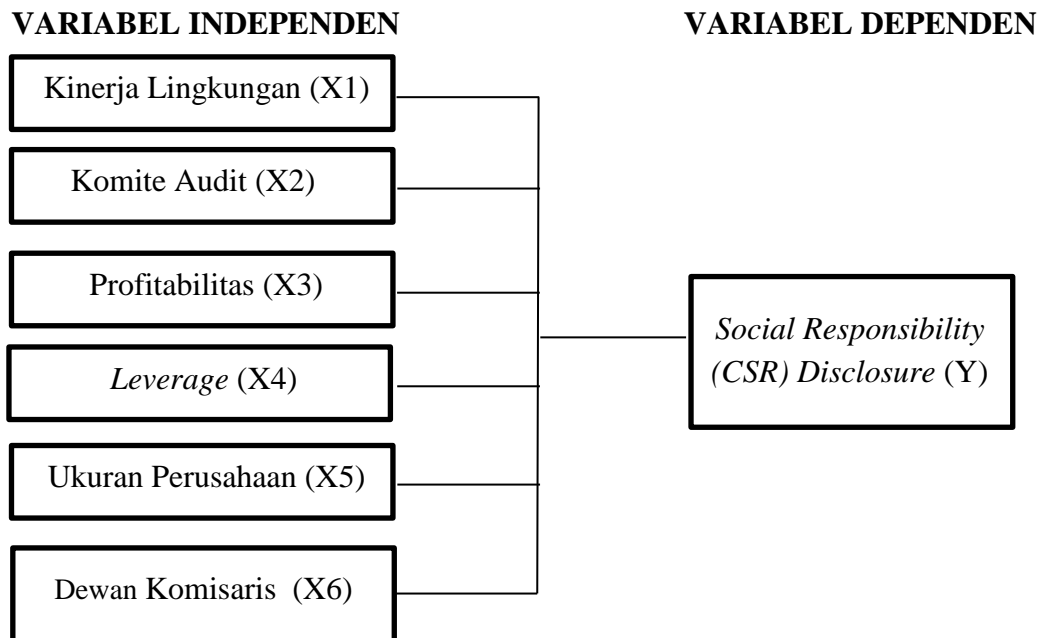 VARIABEL INDEPENDEN
VARIABEL DEPENDEN
Kinerja Lingkungan (X1)
Komite Audit (X2)
Profitabilitas (X3)
Leverage (X4)
Ukuran Perusahaan (X5)
Dewan Komisaris (X6)
Social Responsibility
(CSR) Disclosure (Y)